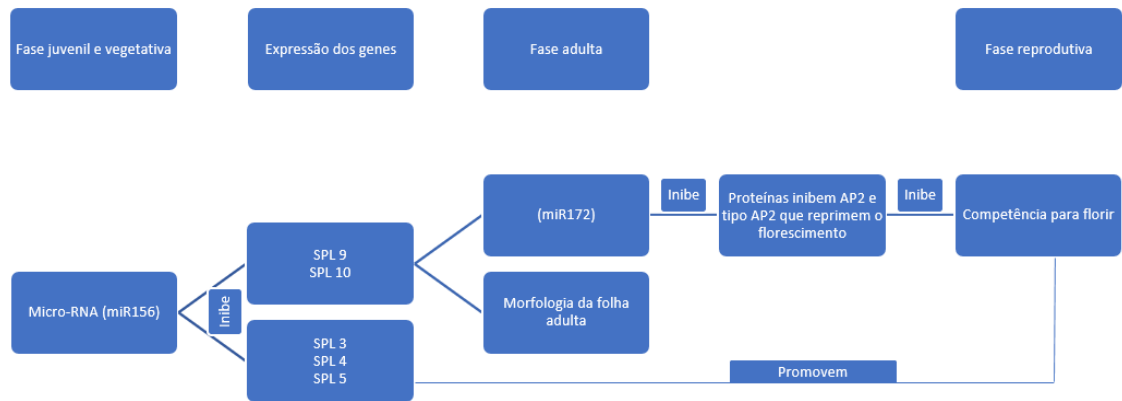 Fase juvenil e vegetativa
Expressão dos genes
Fase adulta
Fase reprodutiva
Micro-RNA (miR156)
Inibe
SPL 9
SPL 10
SPL 3
SPL 4
SPL 5
(miR172)
Morfologia da folha
adulta
Inibe
Proteínas inibem AP2 e
tipo AP2 que reprimem o
florescimento
Inibe
Competência para florir
Promovem